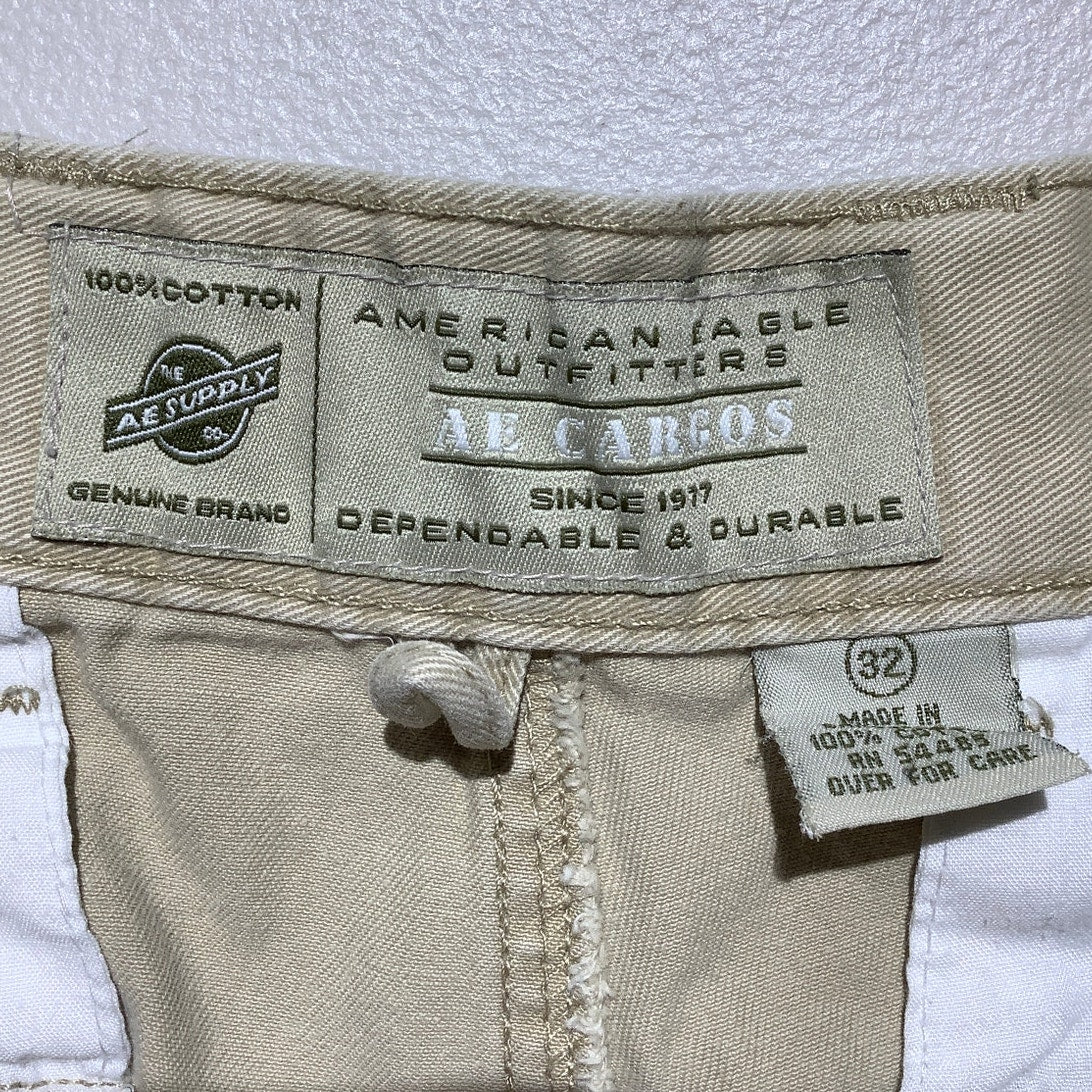 100% COTTON
THE
AE SUPPLY
CO.
GENUINE BRAND
AMERICAN EAGLE
OUTFITTERS
AE CARGOS
SINCE 1977
DEPENDABLE & DURABLE
32
MADE IN
100%
RN 54485
OVER FOR CARE